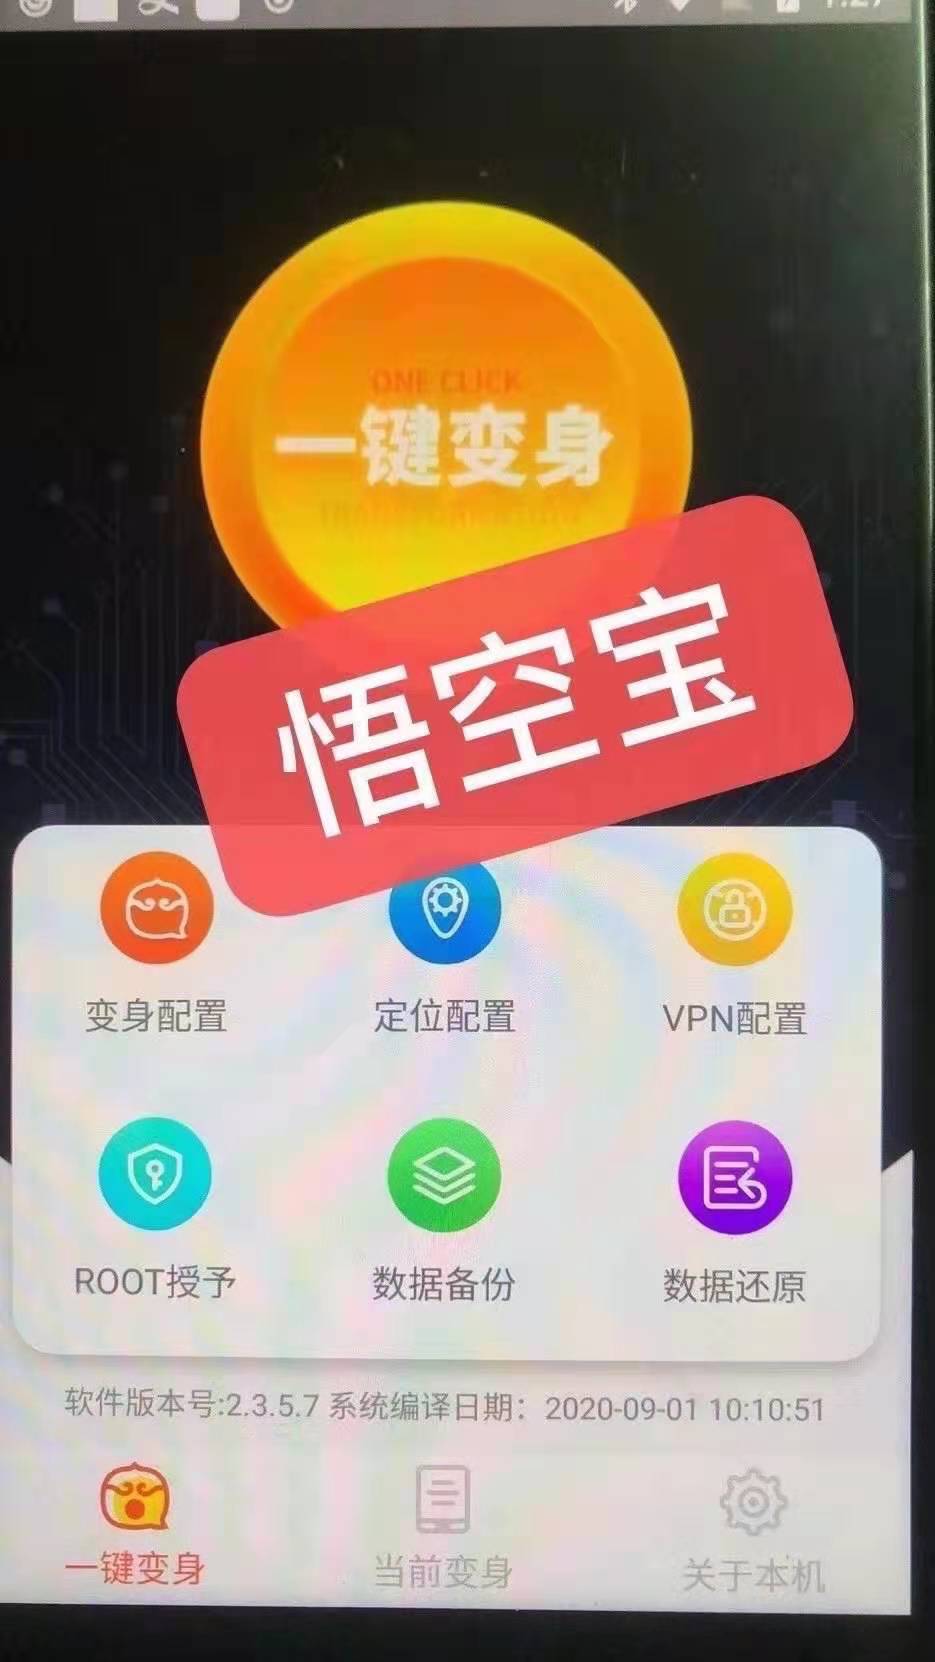 ONE CLICK
一键变身
TRANSFORMATION
悟空宝
变身配置
定位配置
VPN配置
ROOT授予
数据备份
数据还原
软件版本号:2.3.5.7 系统编译日期：2020-09-01 10:10:51
一键变身
当前变身
关于本机